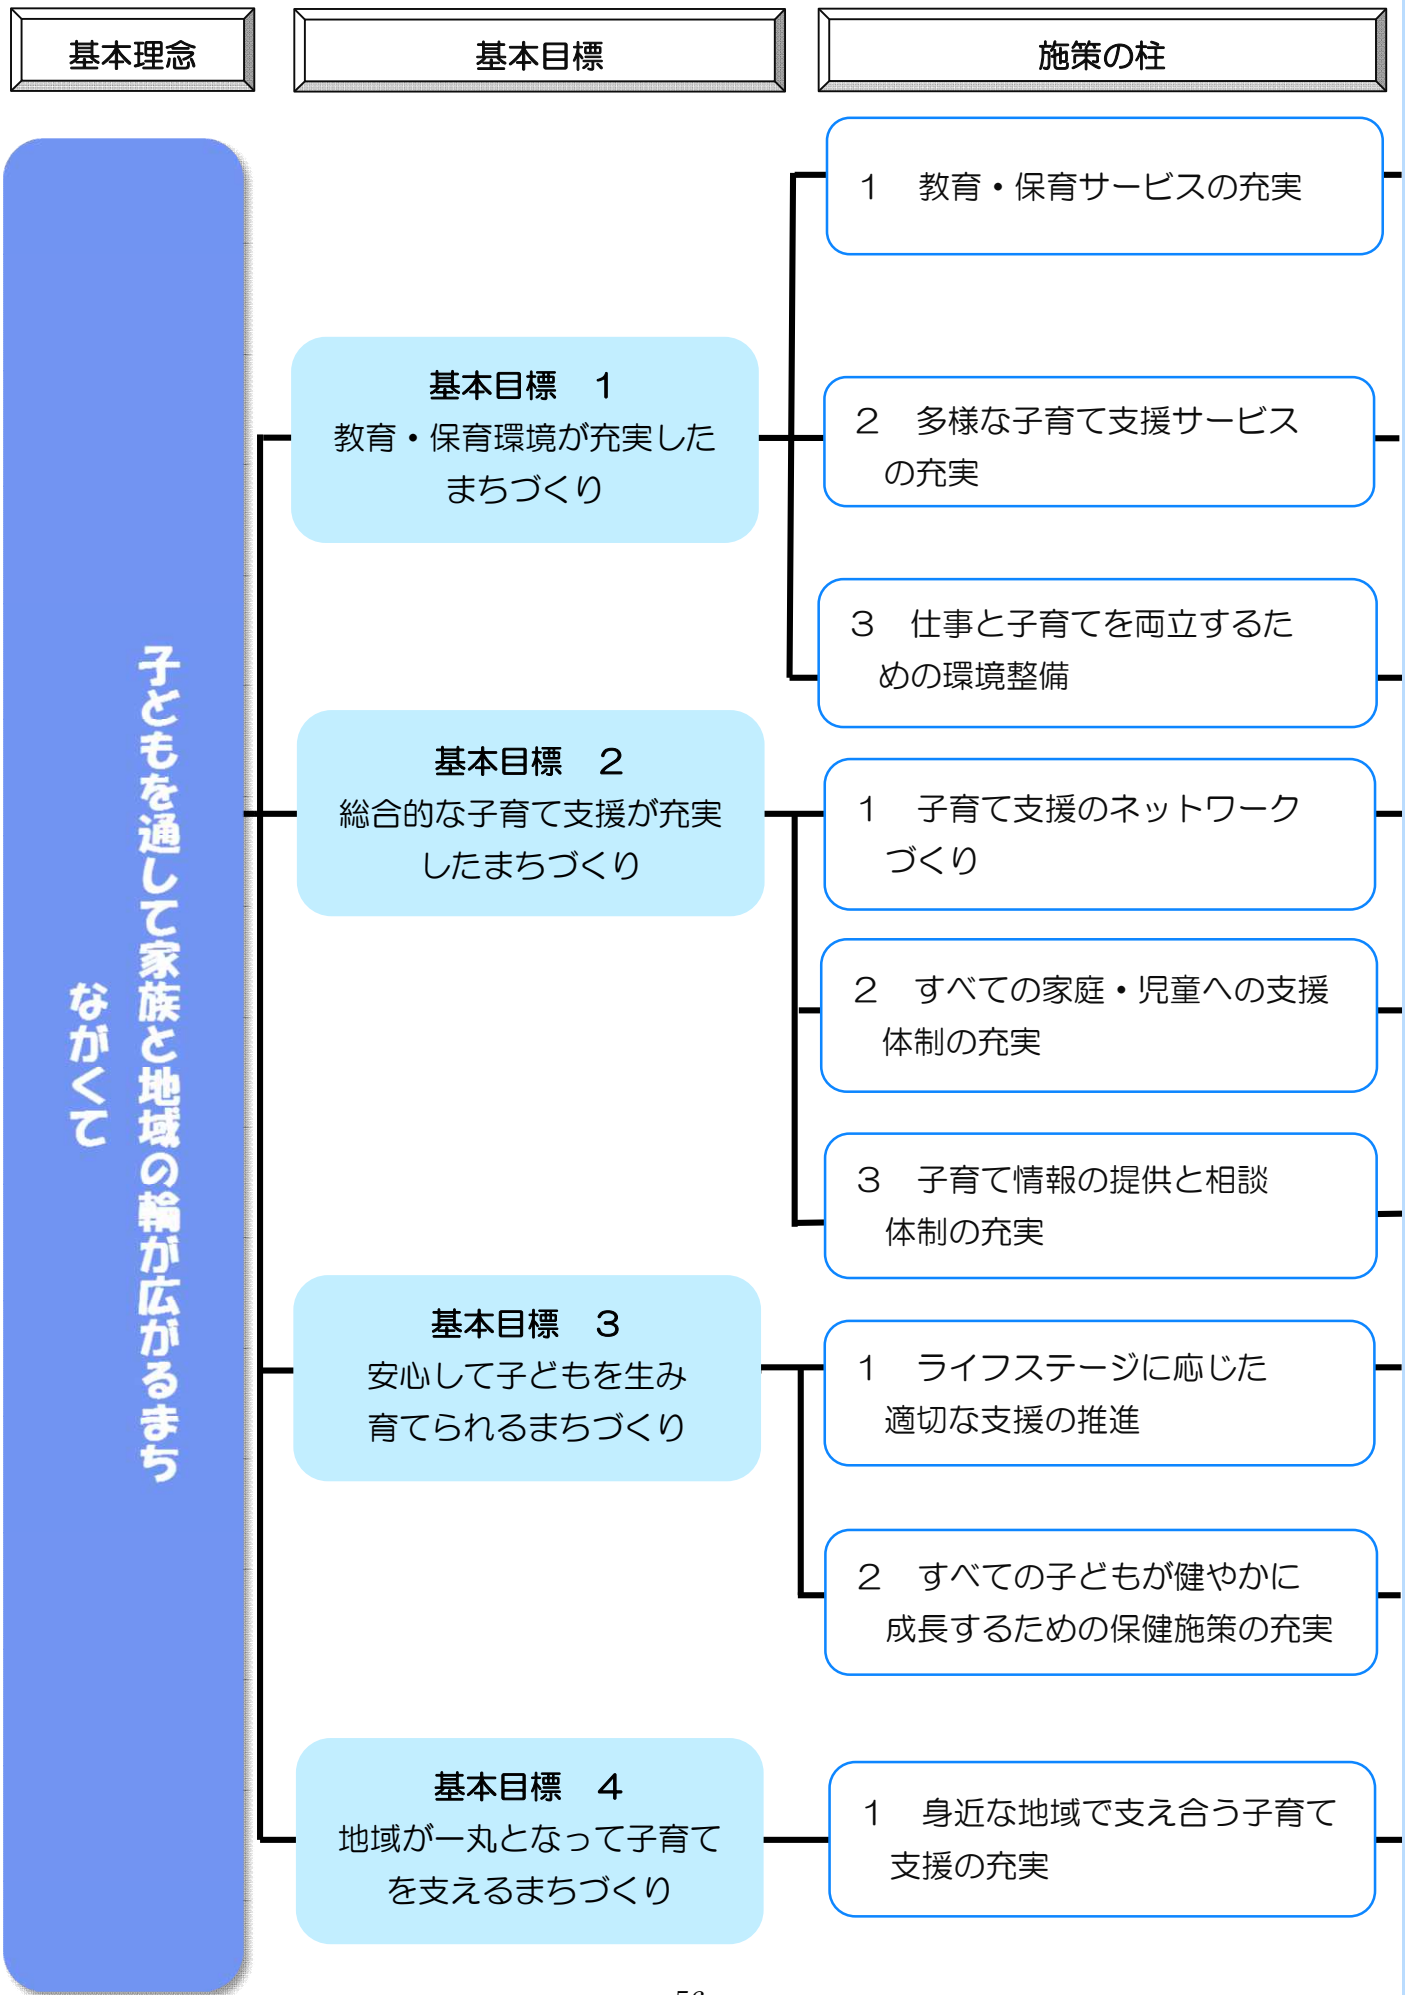 基本理念
基本目標
施策の柱
子どもを通して家族と地域の輪が広がるまち
ながくて
基本目標　１
教育・保育環境が充実した
まちづくり
１　教育・保育サービスの充実
２　多様な子育て支援サービス
の充実
３　仕事と子育てを両立するた
めの環境整備
基本目標　２
総合的な子育て支援が充実
したまちづくり
１　子育て支援のネットワーク
づくり
２　すべての家庭・児童への支援
体制の充実
３　子育て情報の提供と相談
体制の充実
基本目標　３
安心して子どもを生み
育てられるまちづくり
１　ライフステージに応じた
適切な支援の推進
２　すべての子どもが健やかに
成長するための保健施策の充実
基本目標　４
地域が一丸となって子育て
を支えるまちづくり
１　身近な地域で支え合う子育て
支援の充実